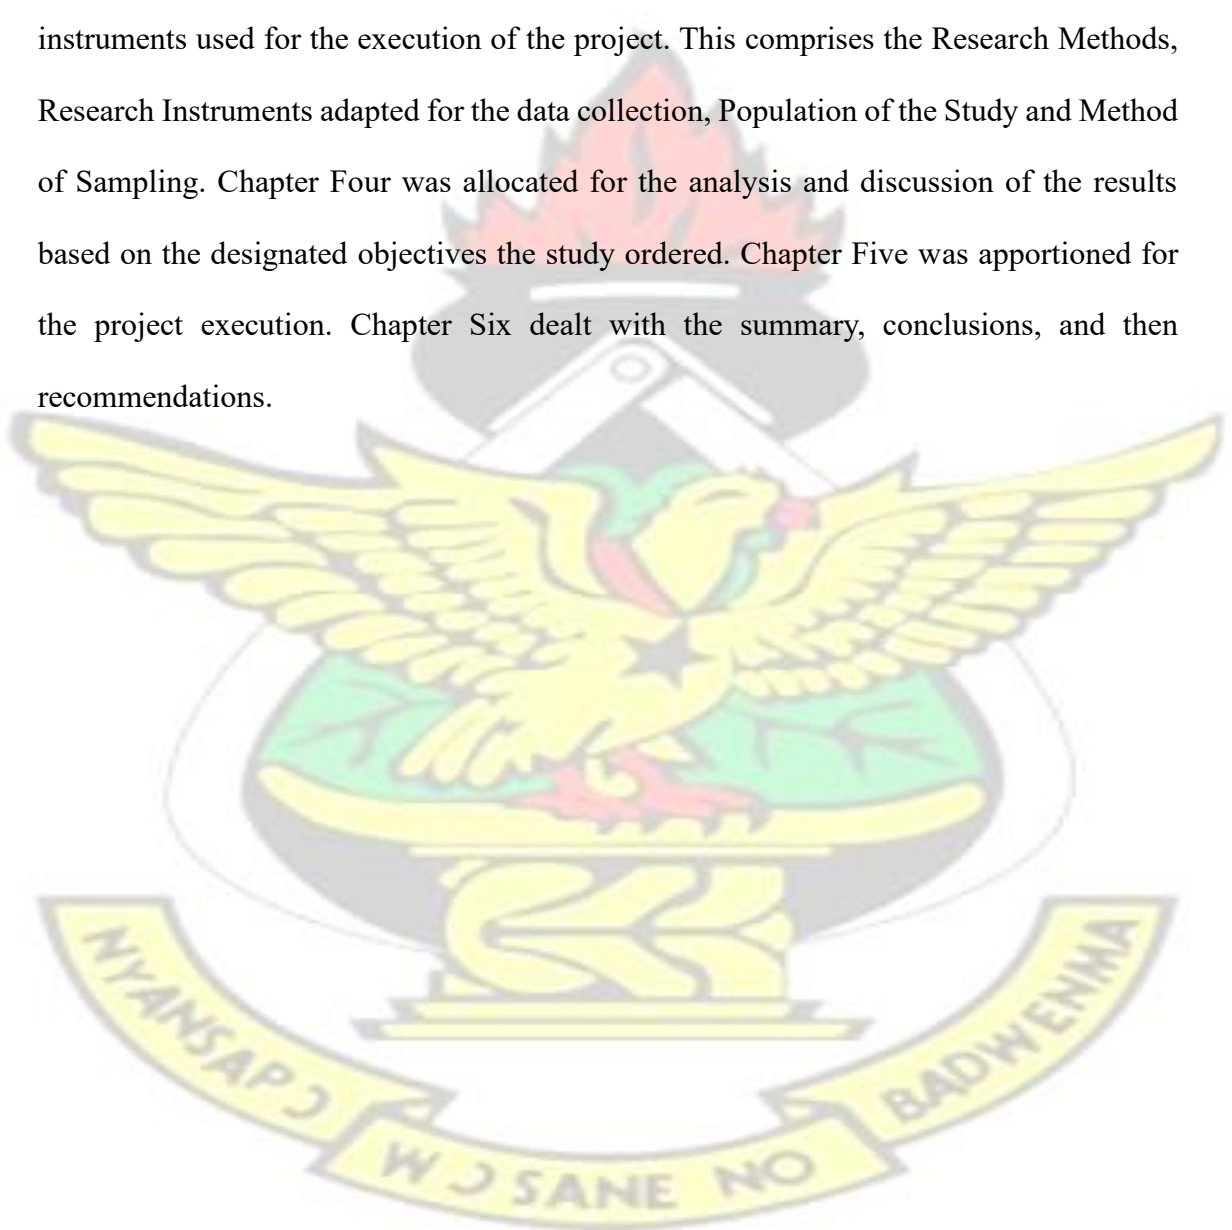 instruments used for the execution of the project. This comprises the Research Methods,
Research Instruments adapted for the data collection, Population of the Study and Method
of Sampling. Chapter Four was allocated for the analysis and discussion of the results
based on the designated objectives the study ordered. Chapter Five was apportioned for
the project execution. Chapter Six dealt with the summary, conclusions, and then
recommendations.
NYANSAPƆ
WƆSANE NO
BADWENMA